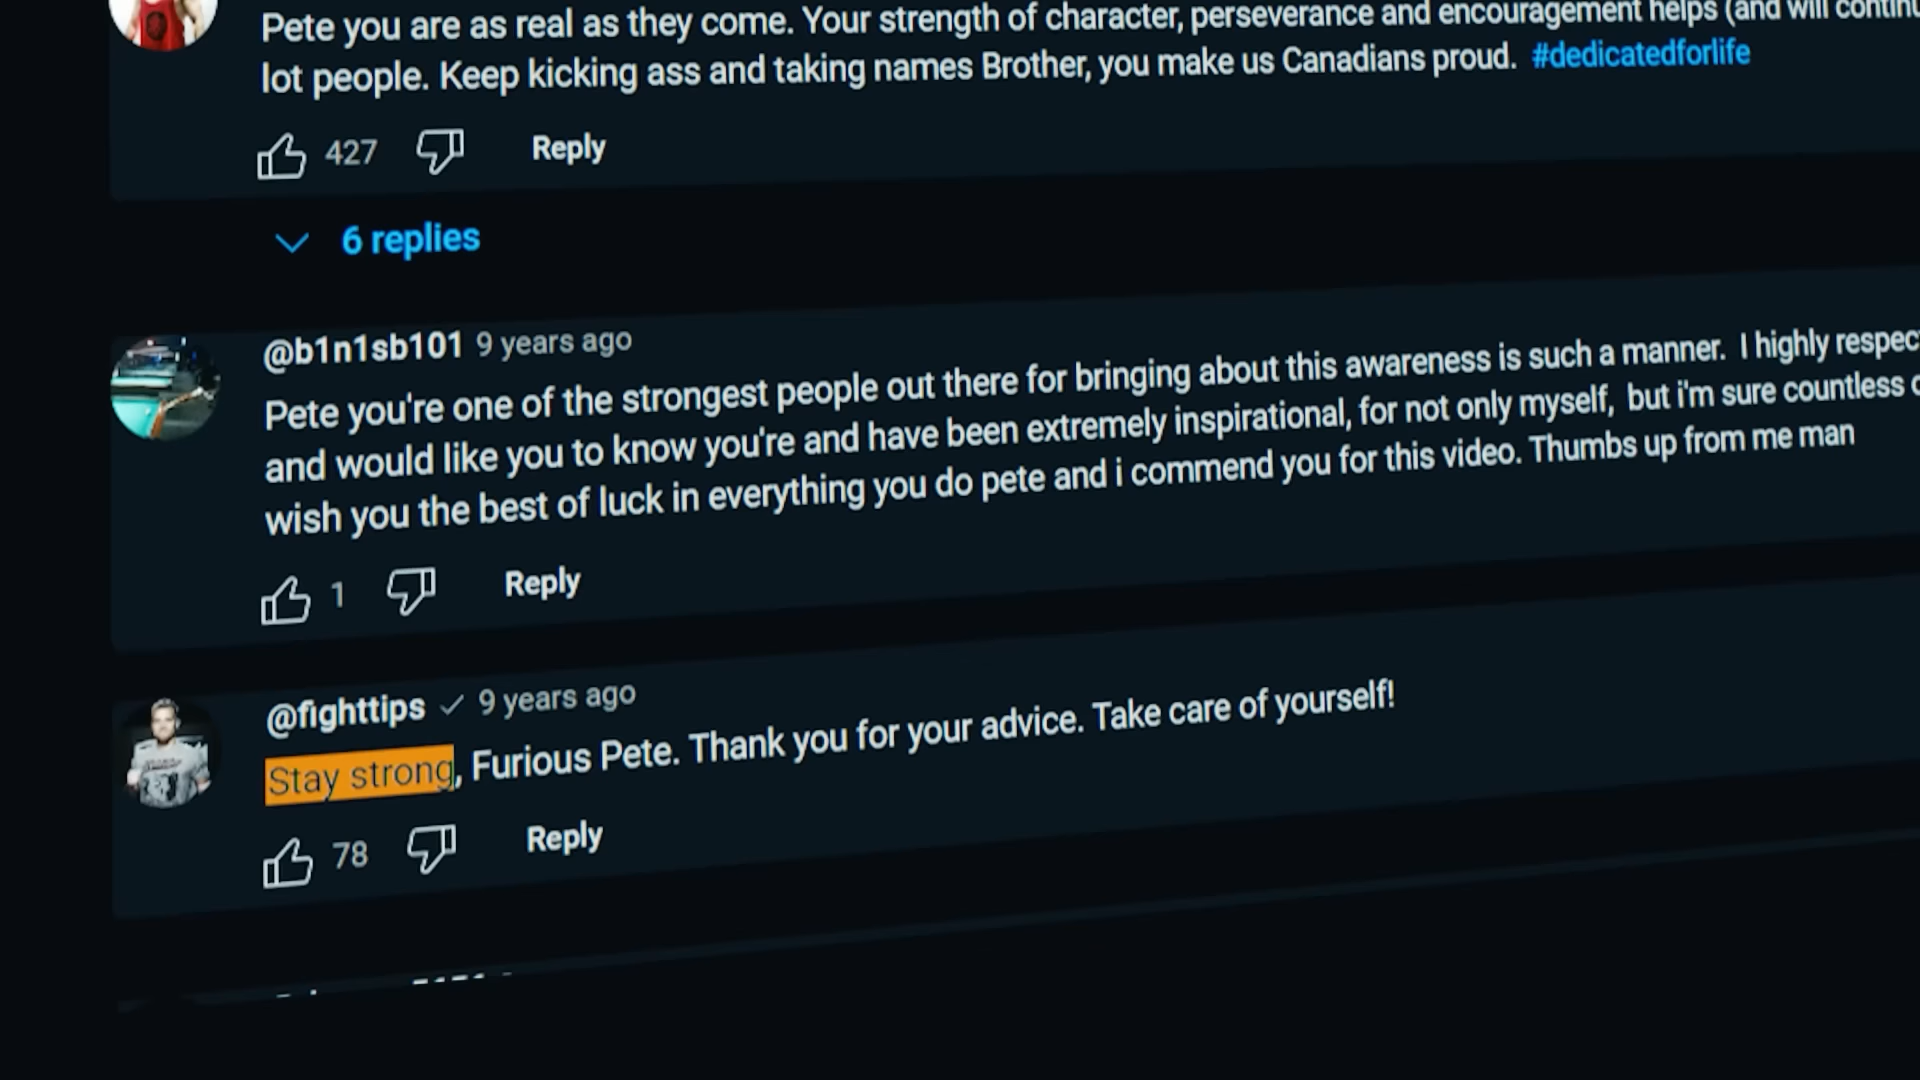 Pete you are as real as they come. Your strength of character, perseverance and encouragement helps (and will
lot people. Keep kicking ass and taking names Brother, you make us Canadians proud. #dedicatedforlife
427 Reply
6 replies
@b1n1sb101 9 years ago
Pete you're one of the strongest people out there for bringing about this awareness is such a manner. I highly
and would like you to know you're and have been extremely inspirational, for not only myself, but i'm sure countless
wish you the best of luck in everything you do pete and i commend you for this video. Thumbs up from me man
1 Reply
@fighttips 9 years ago
Stay strong, Furious Pete. Thank you for your advice. Take care of yourself!
78 Reply